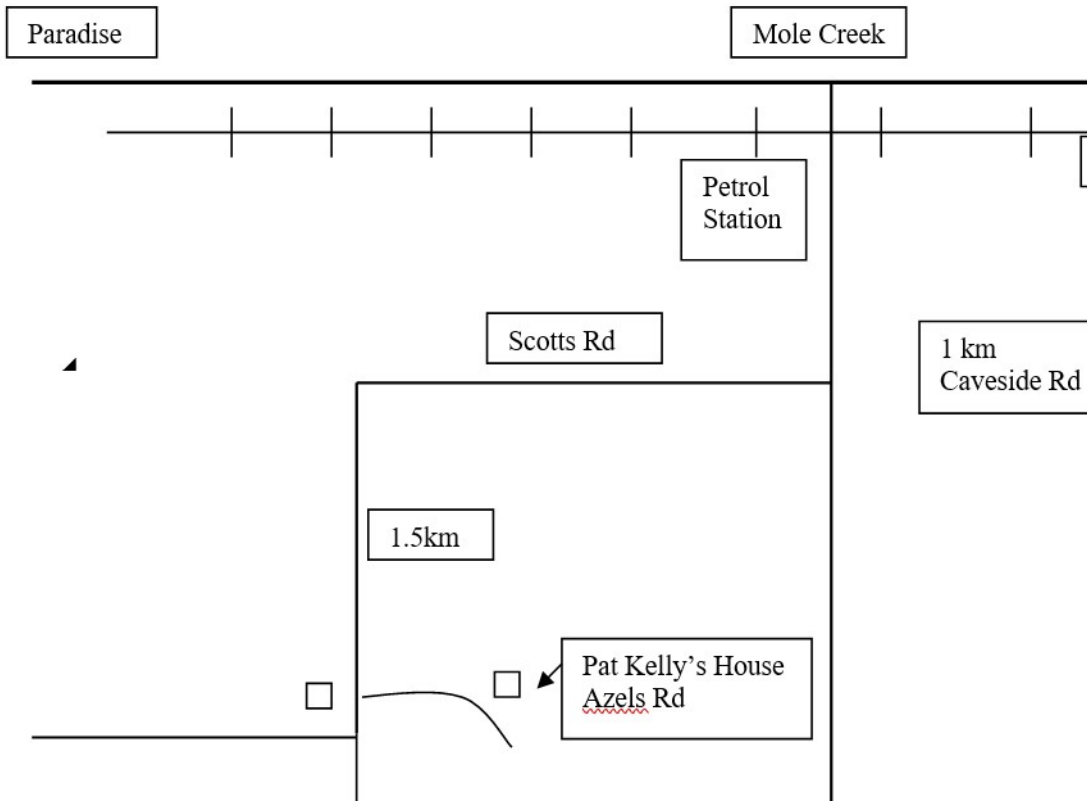 Paradise
Mole Creek
Petrol
Station
Scotts Rd
1 km
Caveside Rd
1.5km
Pat Kelly’s House
Azels Rd